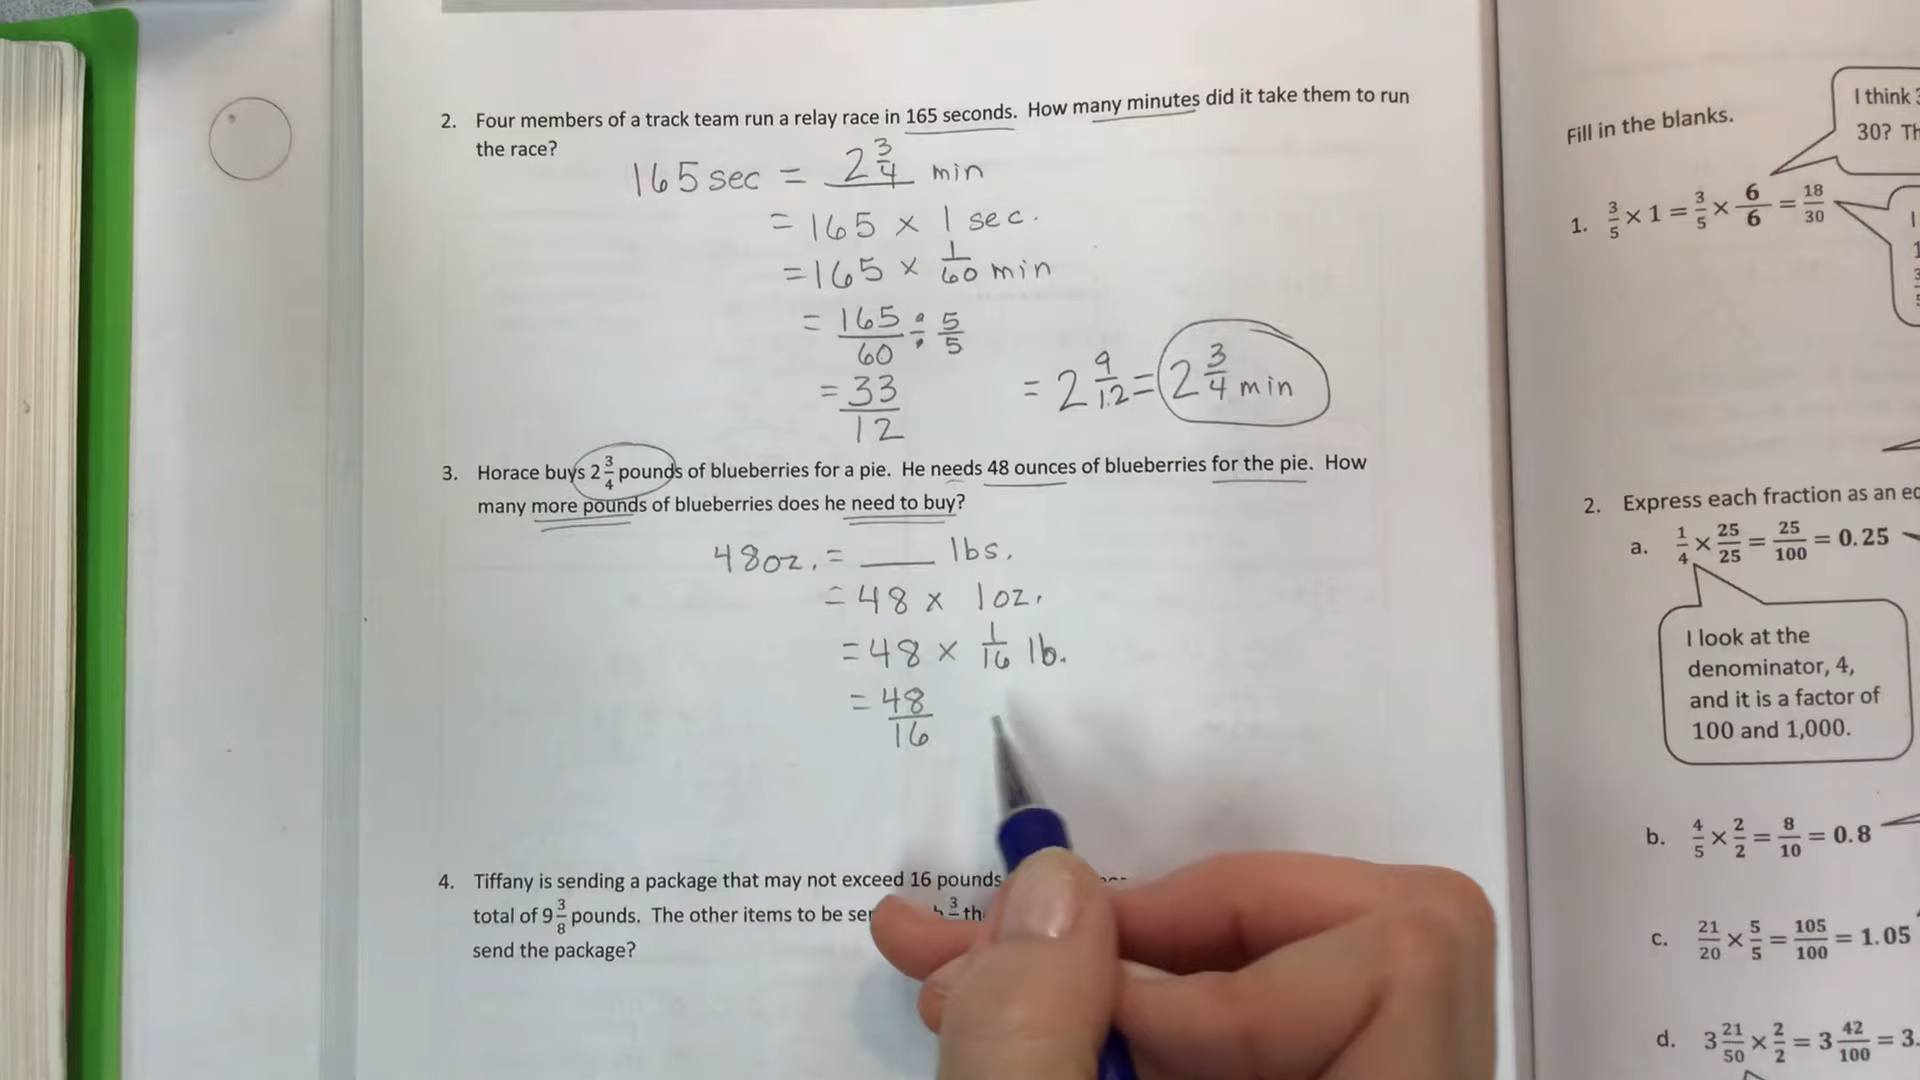 2. Four members of a track team run a relay race in 165 seconds. How many minutes did it take them to run
the race?
165 sec = 2 3/4 min
= 165 × 1 sec.
= 165 × 1/60 min
= 165/60 ÷ 5/5
= 33/12
= 2 9/12 = 2 3/4 min
3. Horace buys 2 3/4 pounds of blueberries for a pie. He needs 48 ounces of blueberries for the pie. How
many more pounds of blueberries does he need to buy?
48 oz. = ___ lbs.
= 48 × 1 oz.
= 48 × 1/16 lb.
= 48/16
4. Tiffany is sending a package that may not exceed 16 pounds
total of 9 3/8 pounds. The other items to be
send the package?
I think
30?
Fill in the blanks.
1. 3/5 × 1 = 3/5 × 6/6 = 18/30
2. Express each fraction as an
a. 1/4 × 25/25 = 25/100 = 0.25
I look at the
denominator, 4,
and it is a factor of
100 and 1,000.
b. 4/5 × 2/2 = 8/10 = 0.8
c. 21/20 × 5/5 = 105/100 = 1.05
d. 3 21/50 × 2/2 = 3 42/100 = 3.